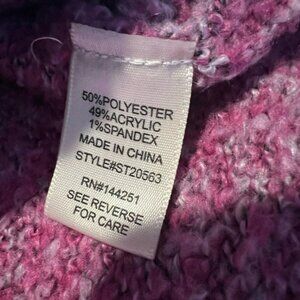 50%POLYESTER
49%ACRYLIC
1%SPANDEX
MADE IN CHINA
STYLE#ST20563
RN#144251
SEE REVERSE
FOR CARE